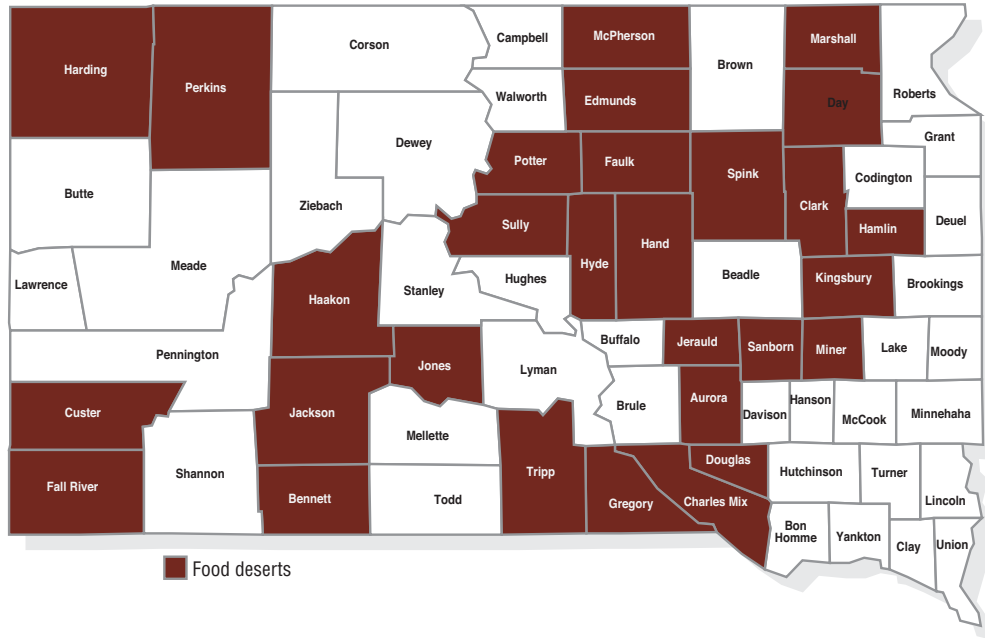 Harding
Perkins
Corson
Campbell
McPherson
Brown
Marshall
Roberts
Walworth
Edmunds
Day
Grant
Butte
Ziebach
Dewey
Potter
Faulk
Spink
Clark
Codington
Hamlin
Deuel
Lawrence
Meade
Haakon
Stanley
Sully
Hughes
Hyde
Hand
Beadle
Kingsbury
Brookings
Pennington
Jones
Lyman
Buffalo
Jerauld
Sanborn
Miner
Lake
Moody
Custer
Jackson
Mellette
Brule
Aurora
Davison
Hanson
McCook
Minnehaha
Fall River
Shannon
Bennett
Todd
Tripp
Gregory
Charles Mix
Douglas
Hutchinson
Turner
Lincoln
Bon
Homme
Yankton
Clay
Union
Food deserts